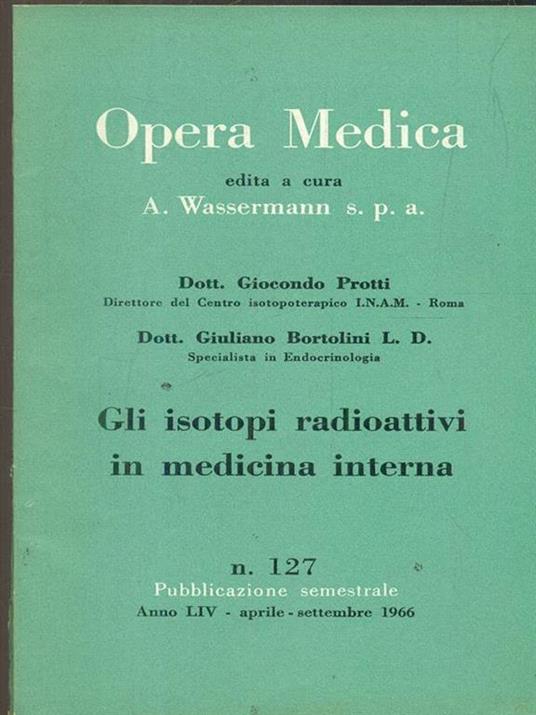 Opera Medica
edita a cura
A. Wassermann s. p. a.
Dott. Giocondo Protti
Direttore del Centro isotopoterapico I.N.A.M. - Roma
Dott. Giuliano Bortolini L. D.
Specialista in Endocrinologia
Gli isotopi radioattivi
in medicina interna
n. 127
Pubblicazione semestrale
Anno LIV - aprile - settembre 1966